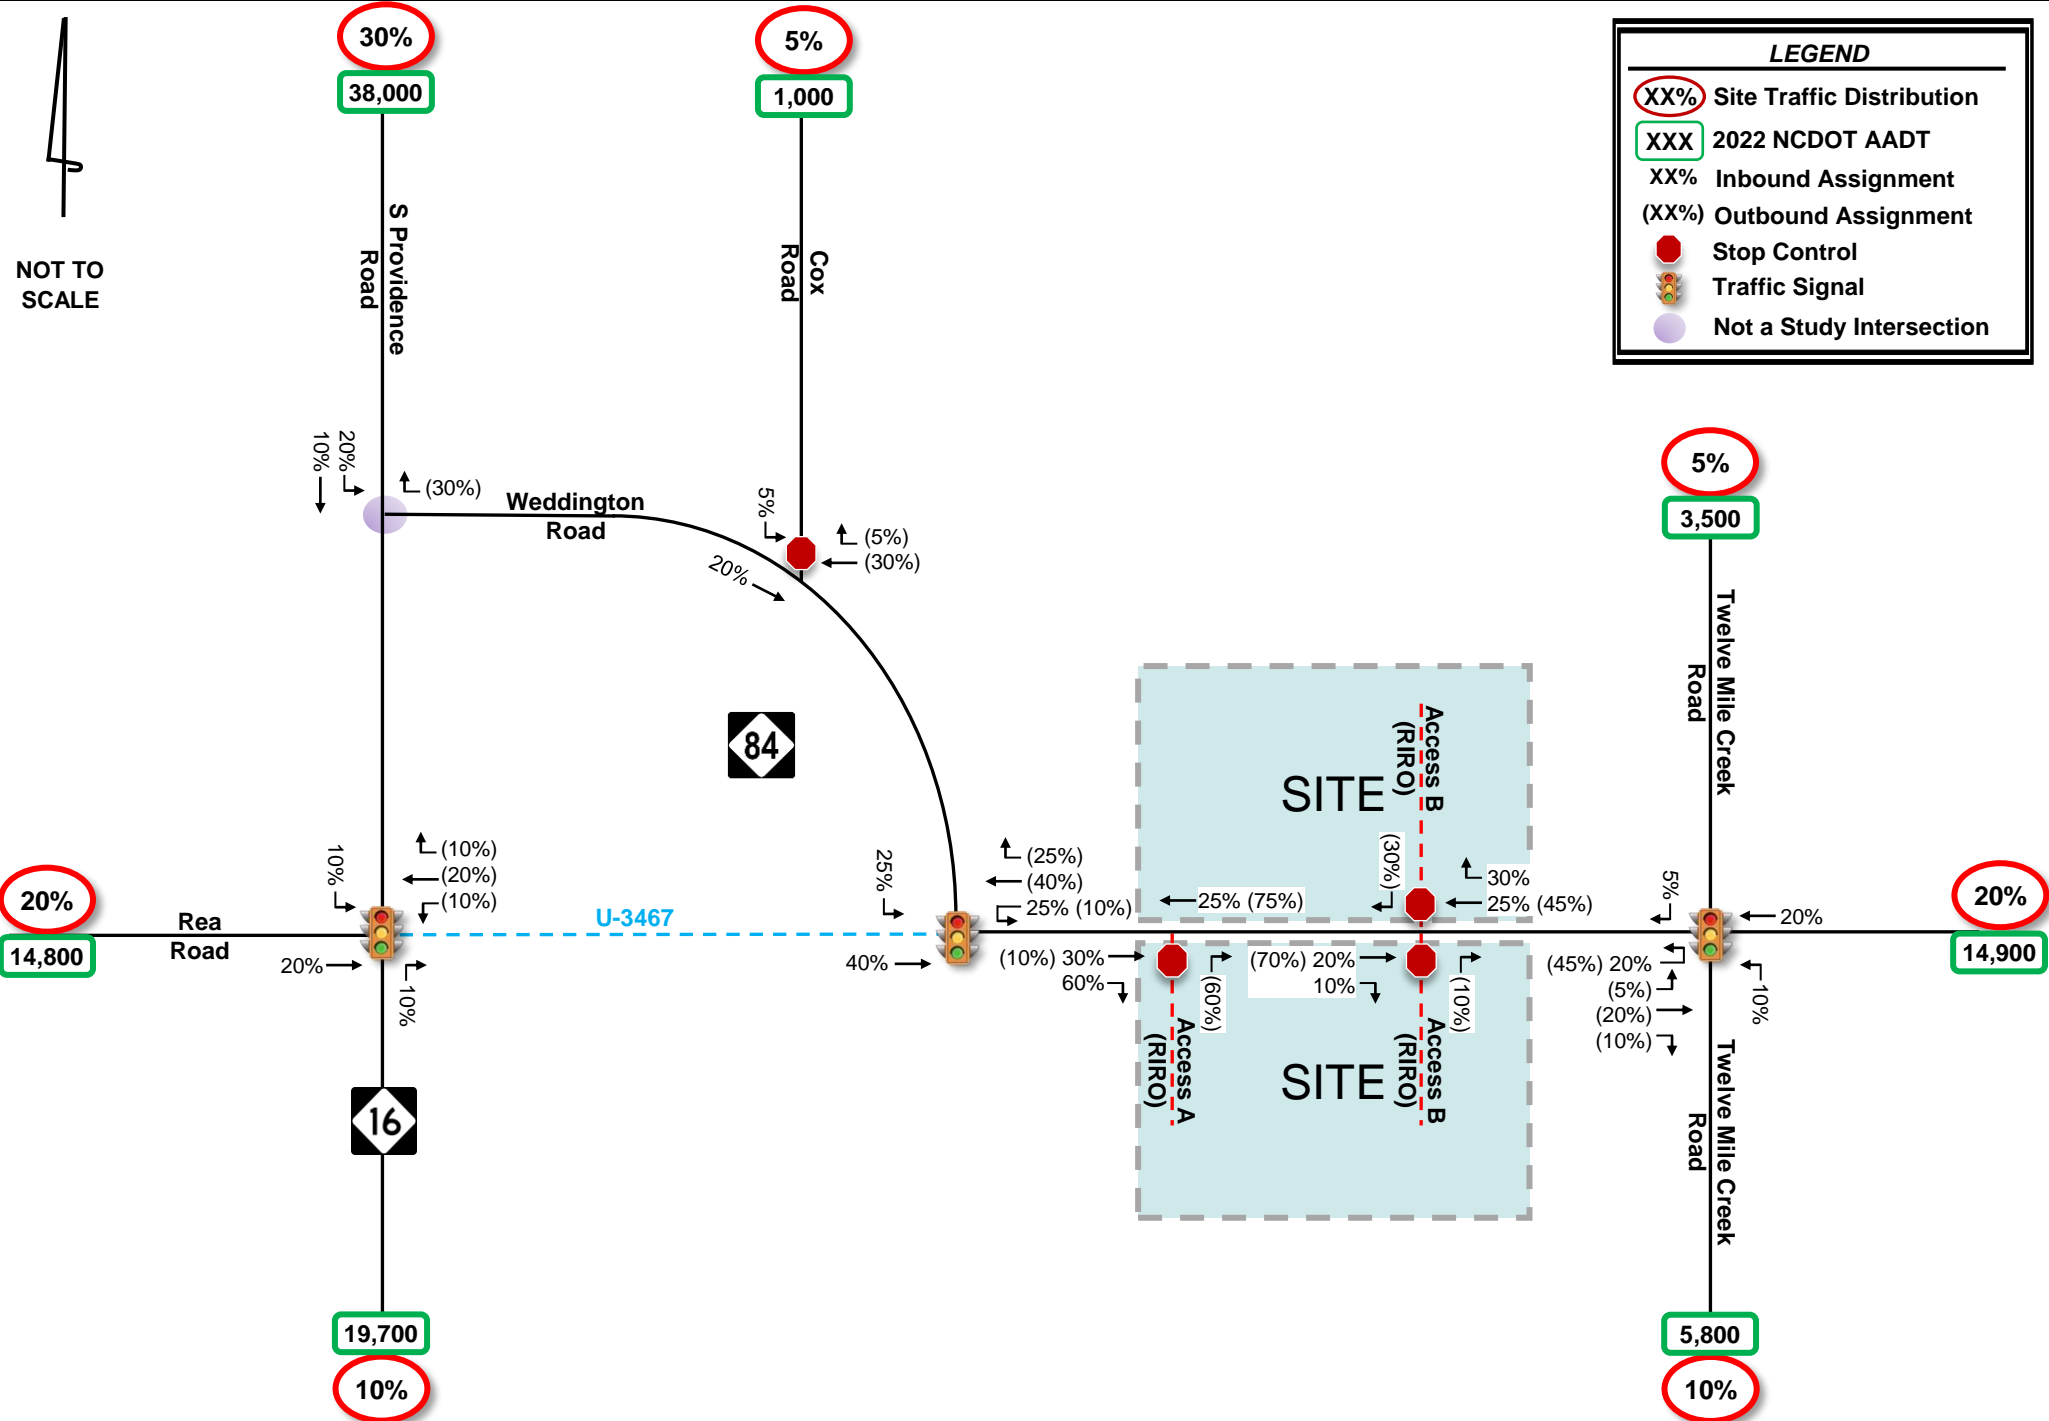 30%
38,000
5%
1,000
LEGEND
XX% Site Traffic Distribution
XXX 2022 NCDOT AADT
XX% Inbound Assignment
(XX%) Outbound Assignment
Stop Control
Traffic Signal
Not a Study Intersection
NOT TO
SCALE
S Providence
Road
Cox
Road
10%
20%
(30%)
Weddington
Road
5%
(5%)
(30%)
20%
5%
3,500
Twelve Mile Creek
Road
84
SITE
Access B
(RIRO)
10%
(10%)
(20%)
(10%)
25%
(25%)
(40%)
25% (10%)
25% (75%)
(30%)
30%
25% (45%)
5%
20%
20%
14,800
Rea
Road
U-3467
20%
14,900
20%
10%
40%
(10%) 30%
60%
(60%)
(70%) 20%
10%
(10%)
(45%) 20%
(5%)
(20%)
(10%)
10%
Access A
(RIRO)
SITE
Access B
(RIRO)
Twelve Mile Creek
Road
16
19,700
10%
5,800
10%